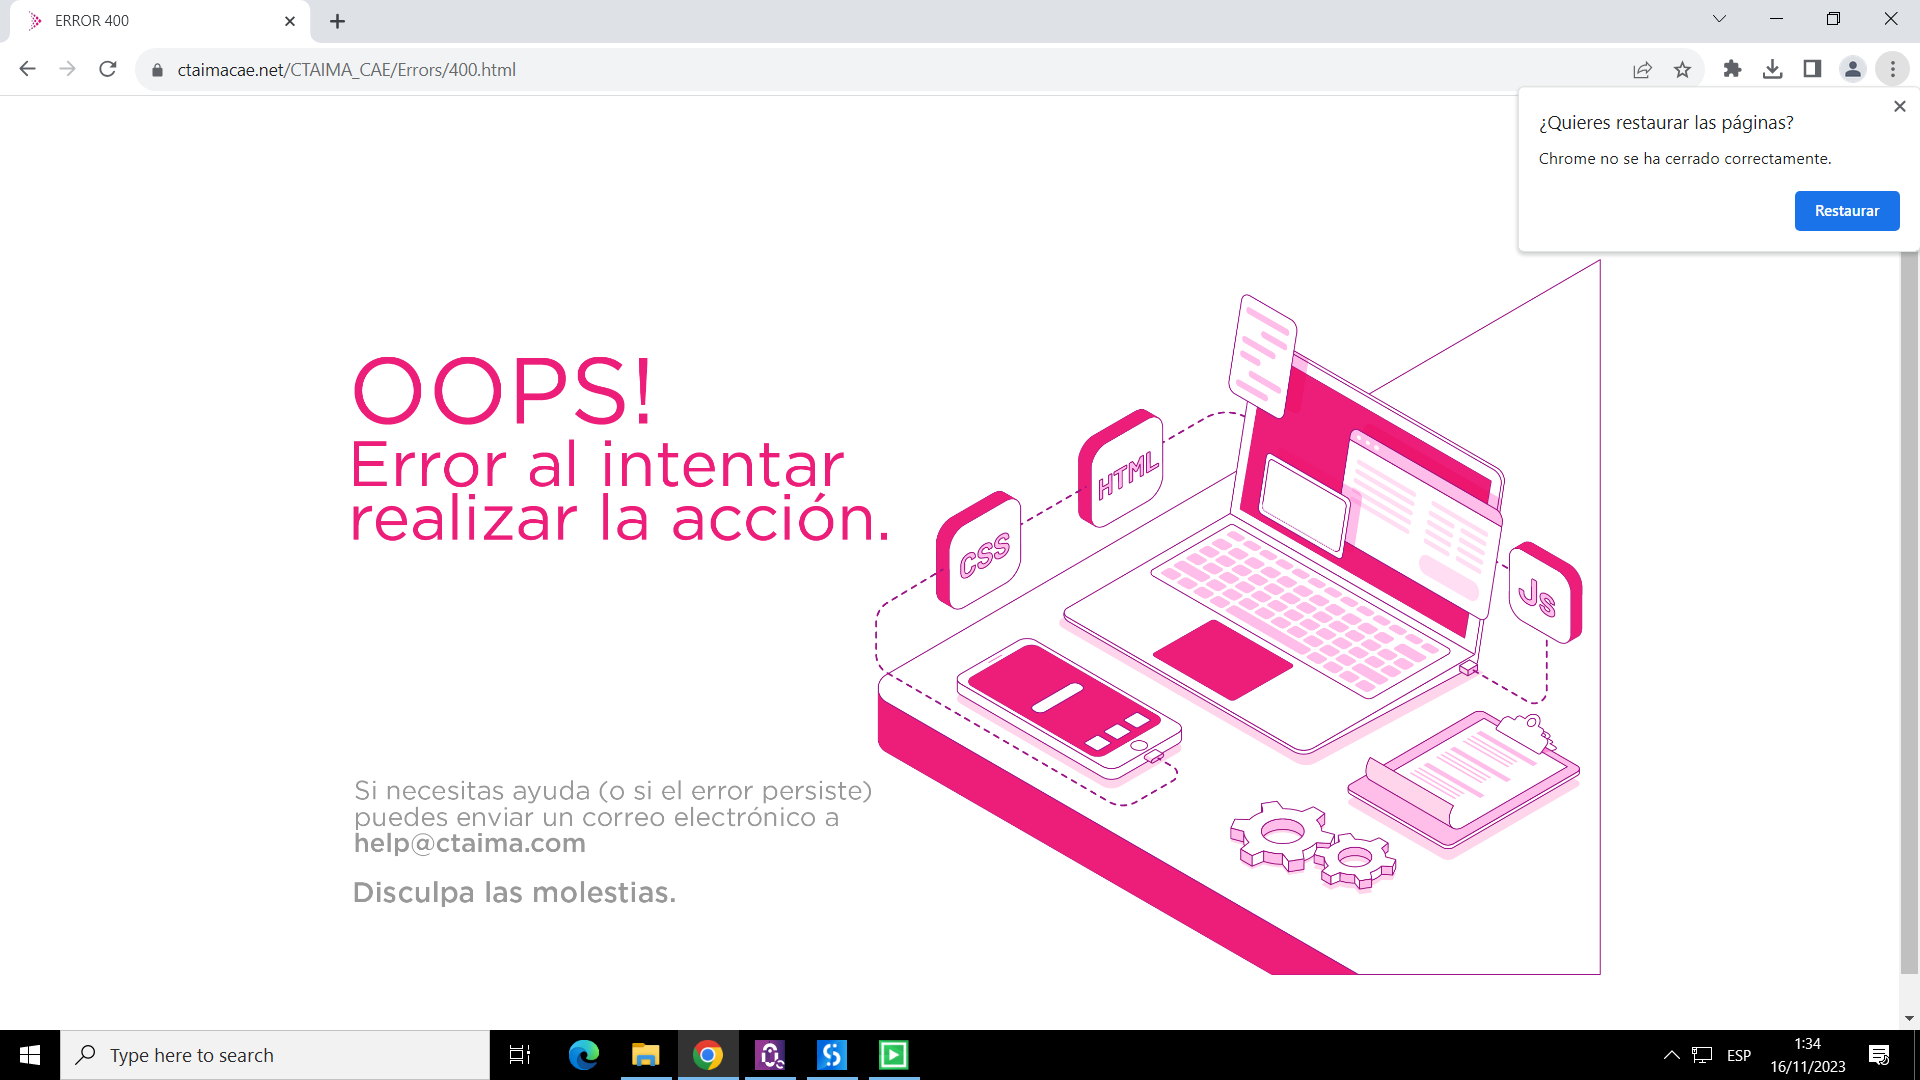 ERROR 400
ctaimacae.net/CTAIMA_CAE/Errors/400.html
¿Quieres restaurar las páginas?
Chrome no se ha cerrado correctamente.
Restaurar
OOPS!
Error al intentar
realizar la acción.
HTML
CSS
Js
Si necesitas ayuda (o si el error persiste)
puedes enviar un correo electrónico a
help@ctaima.com
Disculpa las molestias.
Type here to search
ESP
1:34
16/11/2023